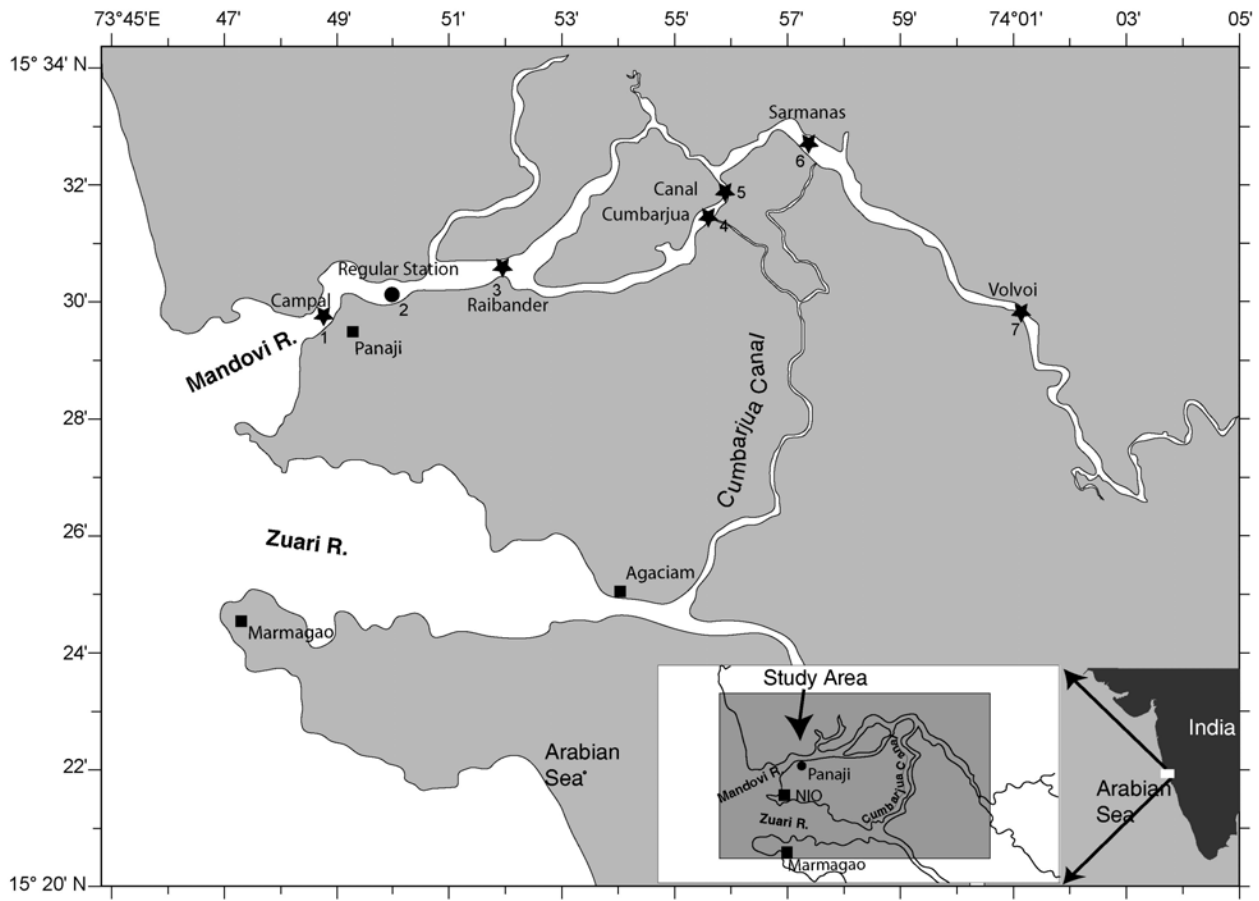 73°45'E 47' 49' 51' 53' 55' 57' 59' 74°01' 03' 05'
15° 34' N
Sarmanas
6
32'
Canal
5
Cumbarjua
4
Regular Station
3
Raibander
30'
Campal
2
1
Volvoi
7
Mandovi R.
Panaji
Cumbarjua Canal
28'
26'
Zuari R.
Agaciam
Marmagao
24'
Study Area
India
Arabian
Sea
22'
Mandovi R.
Panaji
NIO
Cumbarjua Cana
Zuari R.
Marmagao
Arabian
Sea
15° 20' N